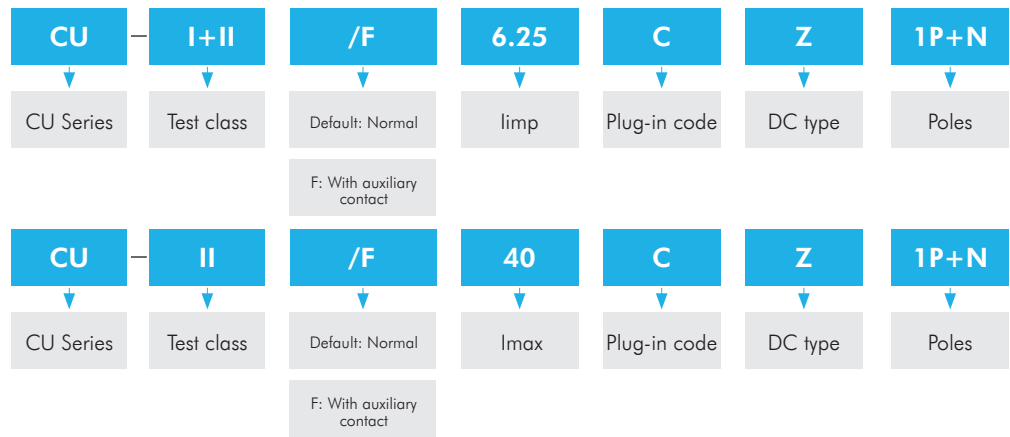 CU – I+II /F 6.25 C Z 1P+N
CU Series Test class Default: Normal Iimp Plug-in code DC type Poles
F: With auxiliary
contact
CU – II /F 40 C Z 1P+N
CU Series Test class Default: Normal Imax Plug-in code DC type Poles
F: With auxiliary
contact